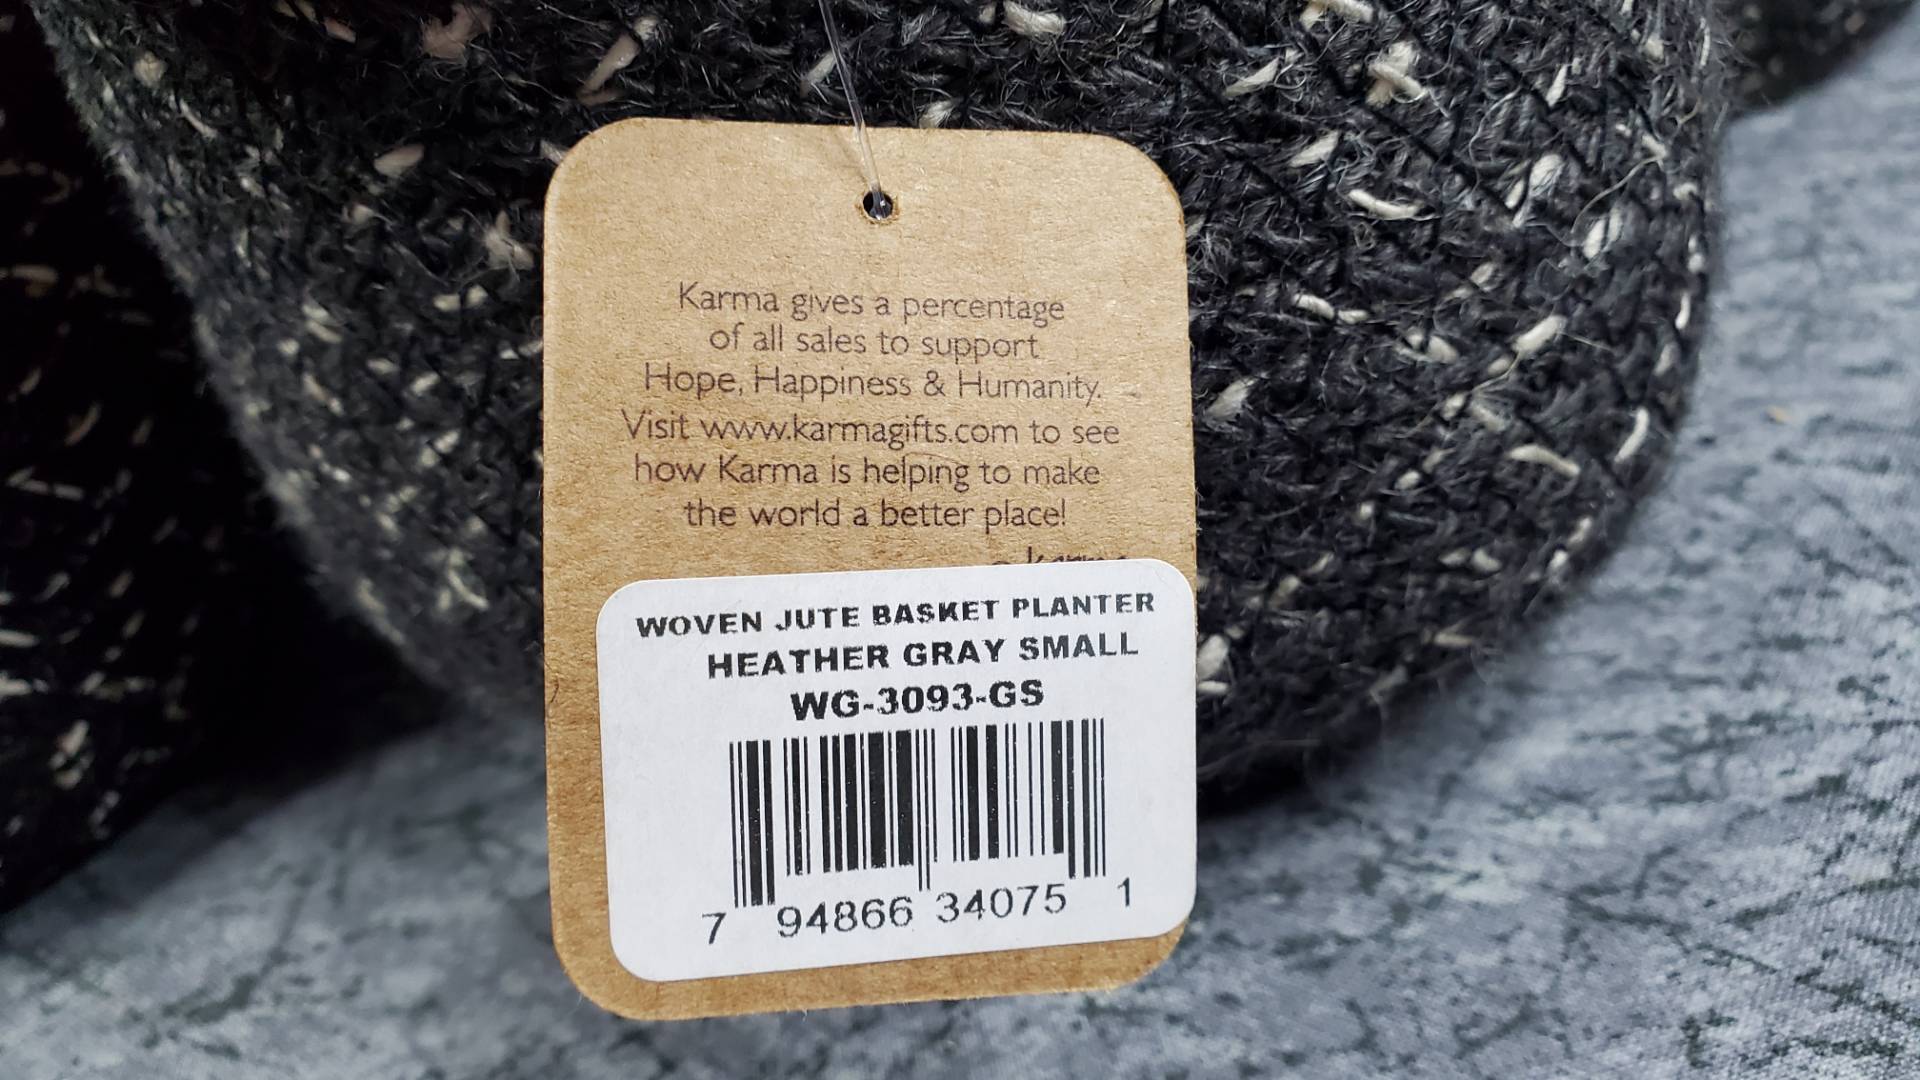 Karma gives a percentage
of all sales to support
Hope, Happiness & Humanity.
Visit www.karmagifts.com to see
how Karma is helping to make
the world a better place!
WOVEN JUTE BASKET PLANTER
HEATHER GRAY SMALL
WG-3093-GS
7 94866 34075 1